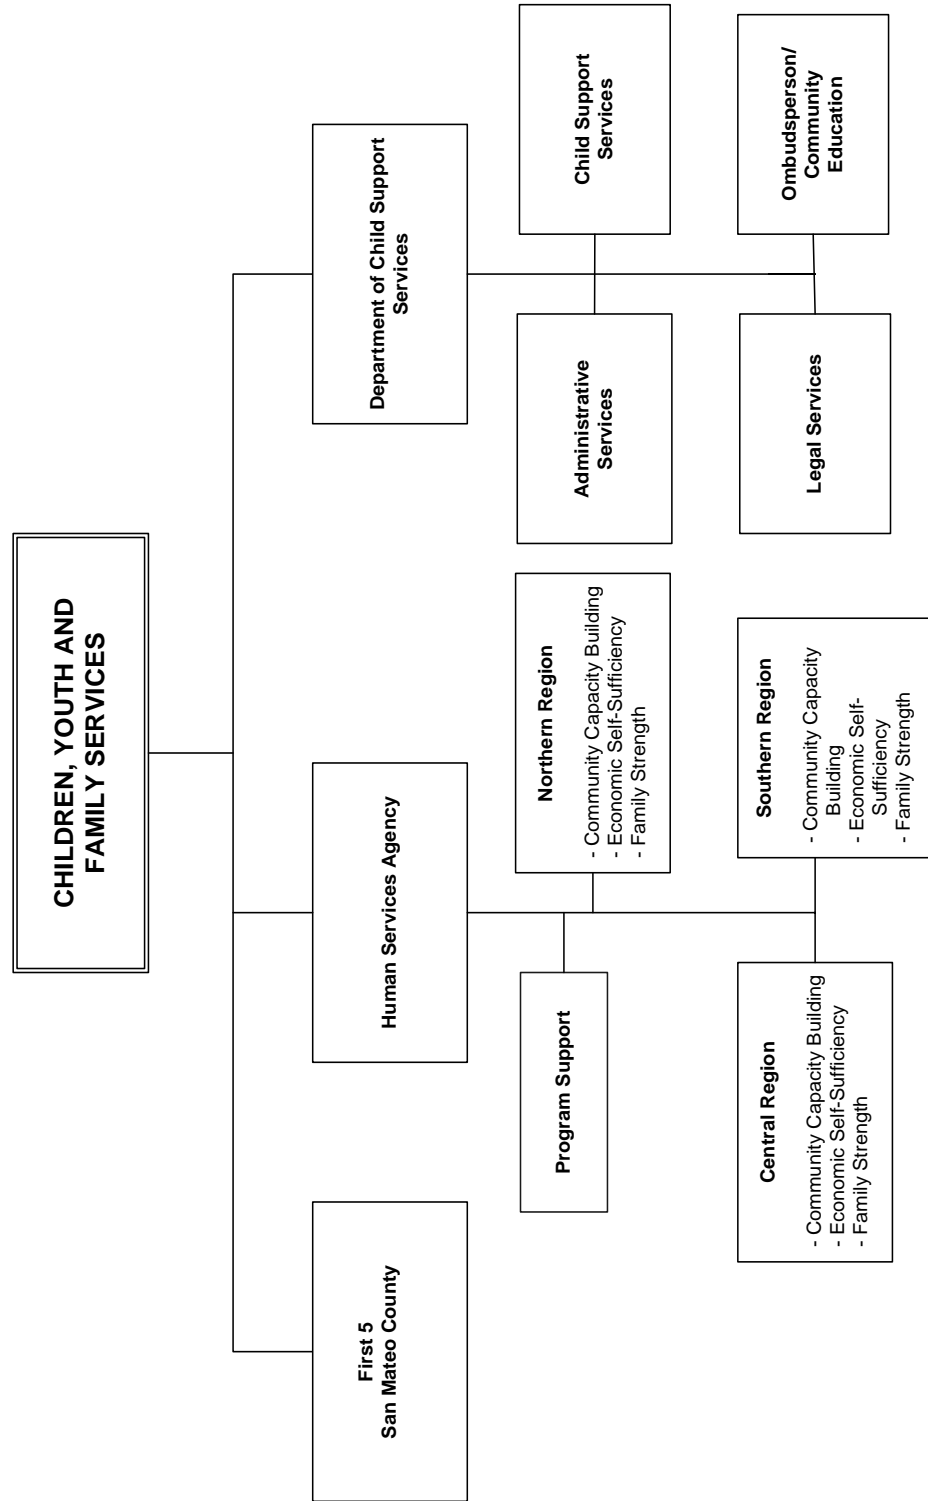 CHILDREN, YOUTH AND
FAMILY SERVICES
First 5
San Mateo County
Human Services Agency
Department of Child Support
Services
Program Support
Northern Region
- Community Capacity Building
- Economic Self-Sufficiency
- Family Strength
Administrative
Services
Child Support
Services
Central Region
- Community Capacity Building
- Economic Self-Sufficiency
- Family Strength
Southern Region
- Community Capacity
Building
- Economic Self-
Sufficiency
- Family Strength
Legal Services
Ombudsperson/
Community
Education